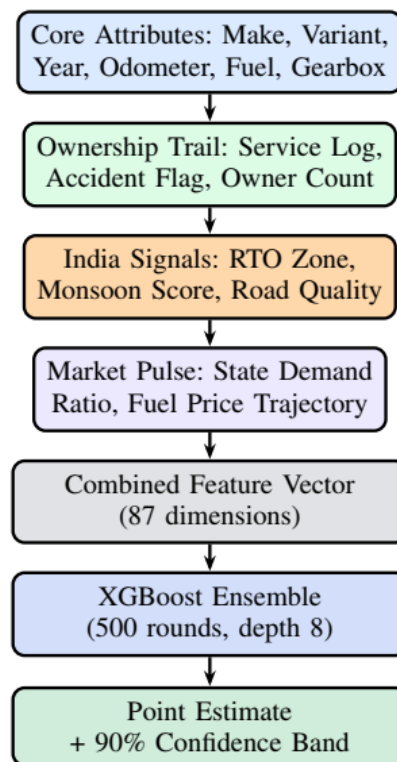 Core Attributes: Make, Variant,
Year, Odometer, Fuel, Gearbox
Ownership Trail: Service Log,
Accident Flag, Owner Count
India Signals: RTO Zone,
Monsoon Score, Road Quality
Market Pulse: State Demand
Ratio, Fuel Price Trajectory
Combined Feature Vector
(87 dimensions)
XGBoost Ensemble
(500 rounds, depth 8)
Point Estimate
+ 90% Confidence Band